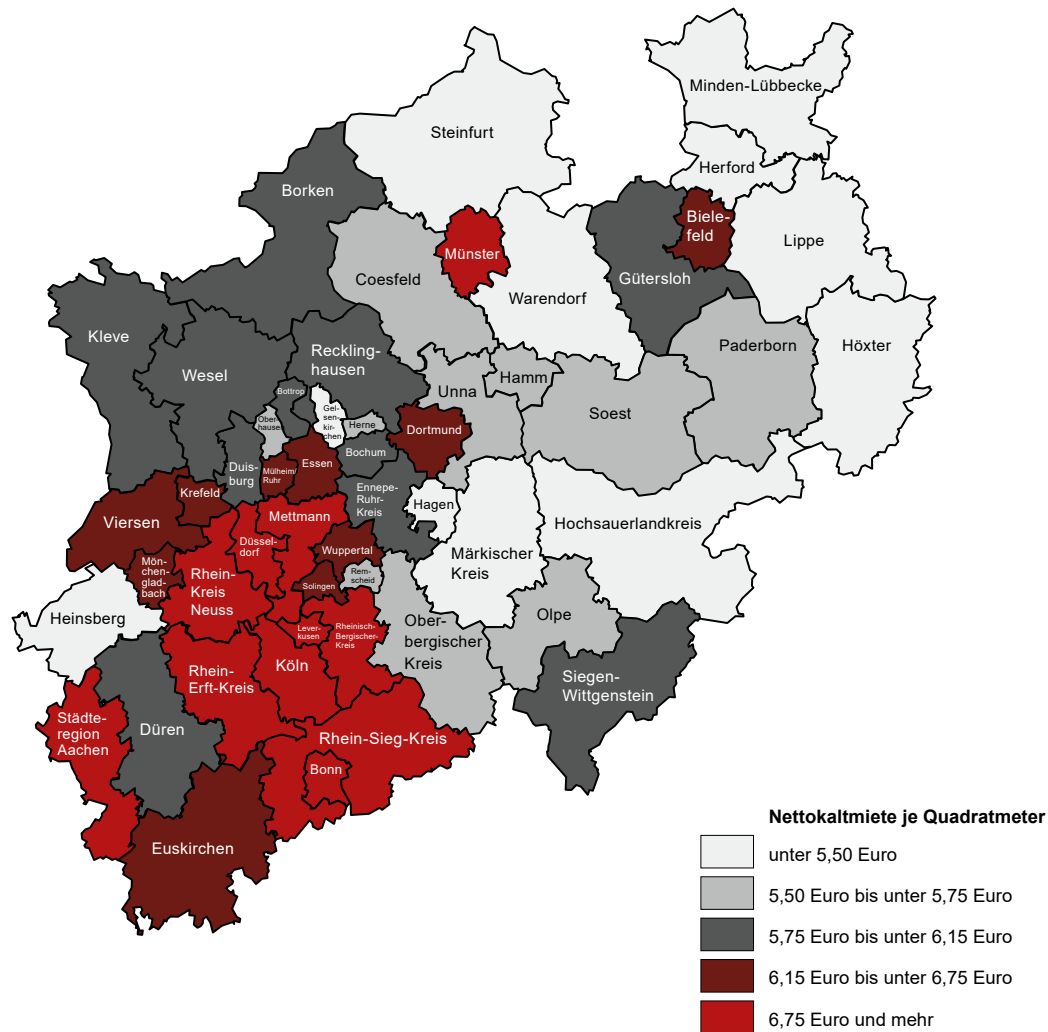 Minden-Lübbecke
Steinfurt
Herford
Borken
Biele-
feld
Lippe
Münster
Coesfeld
Gütersloh
Warendorf
Kleve
Paderborn
Höxter
Reckling-
hausen
Wesel
Hamm
Unna
Bottrop
Soest
Gel-
sen-
kir-
chen
Ober-
hausen
Herne
Dortmund
Bochum
Essen
Duis-
burg
Mülheim/
Ruhr
Ennepe-
Ruhr-
Kreis
Krefeld
Hagen
Viersen
Mettmann
Hochsauerlandkreis
Düssel-
dorf
Wuppertal
Märkischer
Kreis
Mön-
chen-
glad-
bach
Rhein-
Kreis
Neuss
Rem-
scheid
Solingen
Heinsberg
Olpe
Ober-
bergischer
Kreis
Lever-
kusen
Rheinisch-
Bergischer-
Kreis
Köln
Rhein-
Erft-Kreis
Siegen-
Wittgenstein
Städte-
region
Aachen
Düren
Rhein-Sieg-Kreis
Bonn
Euskirchen
Nettokaltmiete je Quadratmeter
unter 5,50 Euro
5,50 Euro bis unter 5,75 Euro
5,75 Euro bis unter 6,15 Euro
6,15 Euro bis unter 6,75 Euro
6,75 Euro und mehr